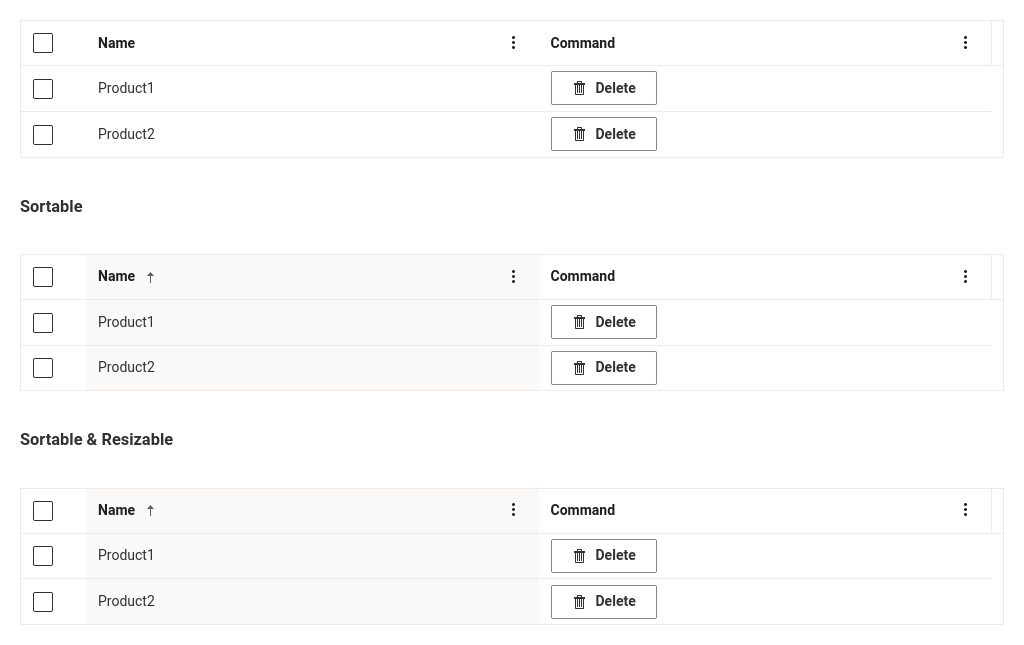 Name Command
Product1 Delete
Product2 Delete
Sortable
Name Command
Product1 Delete
Product2 Delete
Sortable & Resizable
Name Command
Product1 Delete
Product2 Delete